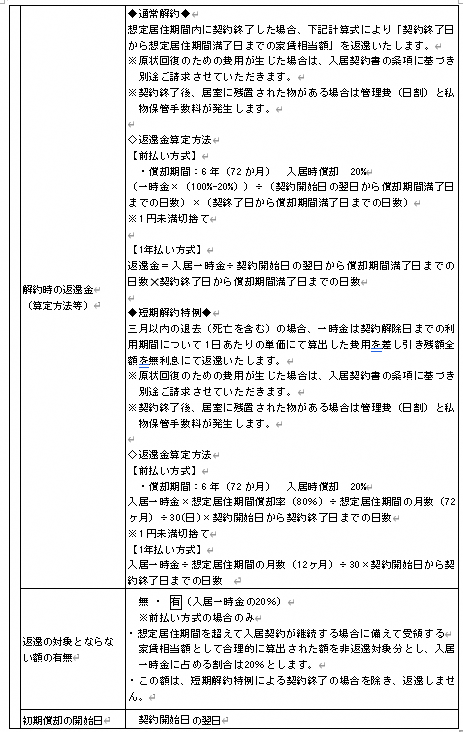 ◆通常解約◆
想定居住期間内に契約終了した場合、下記計算式により「契約終了日
から想定居住期間満了日までの家賃相当額」を返還いたします。
※原状回復のための費用が生じた場合は、入居契約書の条項に基づき
別途ご請求させていただきます。
※契約終了後、居室に残置された物がある場合は管理費（日割）と私
物保管手数料が発生します。
◇返還金算定方法
【前払い方式】
・償却期間：6年（72か月） 入居時償却 20%
（一時金×（100%-20%））÷（契約開始日の翌日から償却期間満了日
までの日数）×（契約終了日から償却期間満了日までの日数）
※1円未満切捨て
【1年払い方式】
返還金＝入居一時金÷契約開始日の翌日から償却期間満了日までの
日数×契約終了日から償却期間満了日までの日数
解約時の返還金
（算定方法等）
◆短期解約特例◆
三月以内の退去（死亡を含む）の場合、一時金は契約解除日までの利
用期間について1日あたりの単価にて算出した費用を差し引き残額全
額を無利息にて返還いたします。
※原状回復のための費用が生じた場合は、入居契約書の条項に基づき
別途ご請求させていただきます。
※契約終了後、居室に残置された物がある場合は管理費（日割）と私
物保管手数料が発生します。
◇返還金算定方法
【前払い方式】
・償却期間：6年（72か月） 入居時償却 20%
入居一時金×想定居住期間償却率（80%）÷想定居住期間の月数（72
ヶ月）÷30(日)×契約開始日から契約終了日までの日数
※1円未満切捨て
【1年払い方式】
入居一時金÷想定居住期間の月数（12ヶ月）÷30×契約開始日から契
約終了日までの日数
返還の対象とならな
い額の有無
無 ・ 有（入居一時金の20%）
※前払い方式の場合のみ
・想定居住期間を超えて入居契約が継続する場合に備えて受領する
家賃相当額として合理的に算出された額を非返還対象分とし、入居
一時金に占める割合は20%とします。
・この額は、短期解約特例による契約終了の場合を除き、返還しませ
ん。
初期償却の開始日
契約開始日の翌日